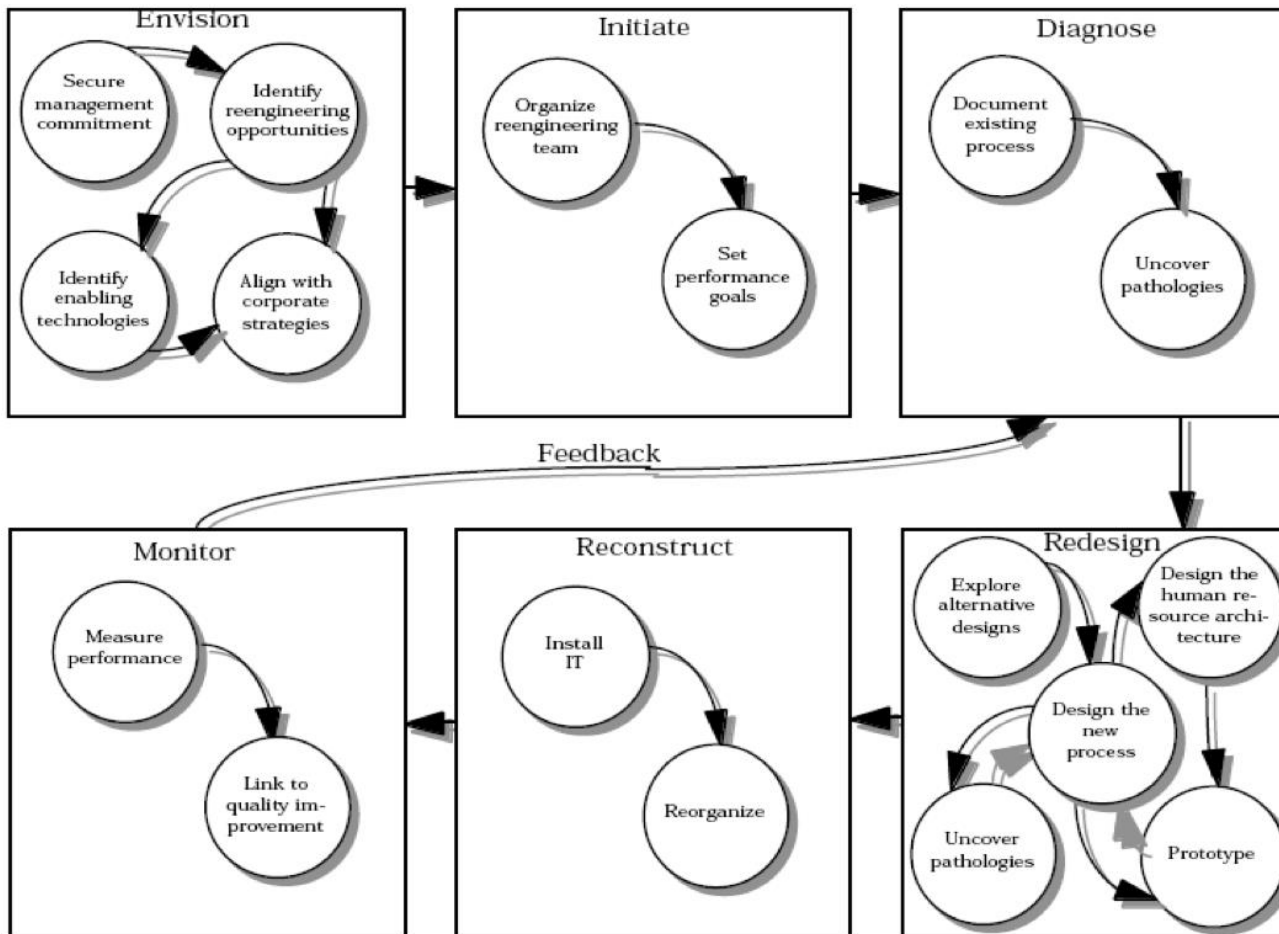 Envision
Secure
management
commitment
Identify
reengineering
opportunities
Identify
enabling
technologies
Align with
corporate
strategies
Initiate
Organize
reengineering
team
Set
performance
goals
Diagnose
Document
existing
process
Uncover
pathologies
Feedback
Monitor
Measure
performance
Link to
quality im-
provement
Reconstruct
Install
IT
Reorganize
Redesign
Explore
alternative
designs
Design the
human re-
source archi-
tecture
Design the
new
process
Uncover
pathologies
Prototype